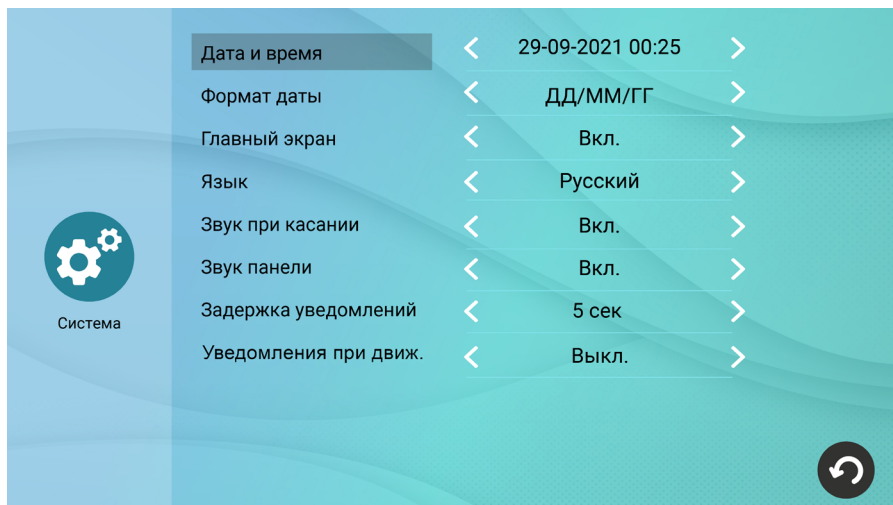 Дата и время 29-09-2021 00:25
Формат даты ДД/ММ/ГГ
Главный экран Вкл.
Язык Русский
Звук при касании Вкл.
Звук панели Вкл.
Задержка уведомлений 5 сек
Уведомления при движ. Выкл.
Система